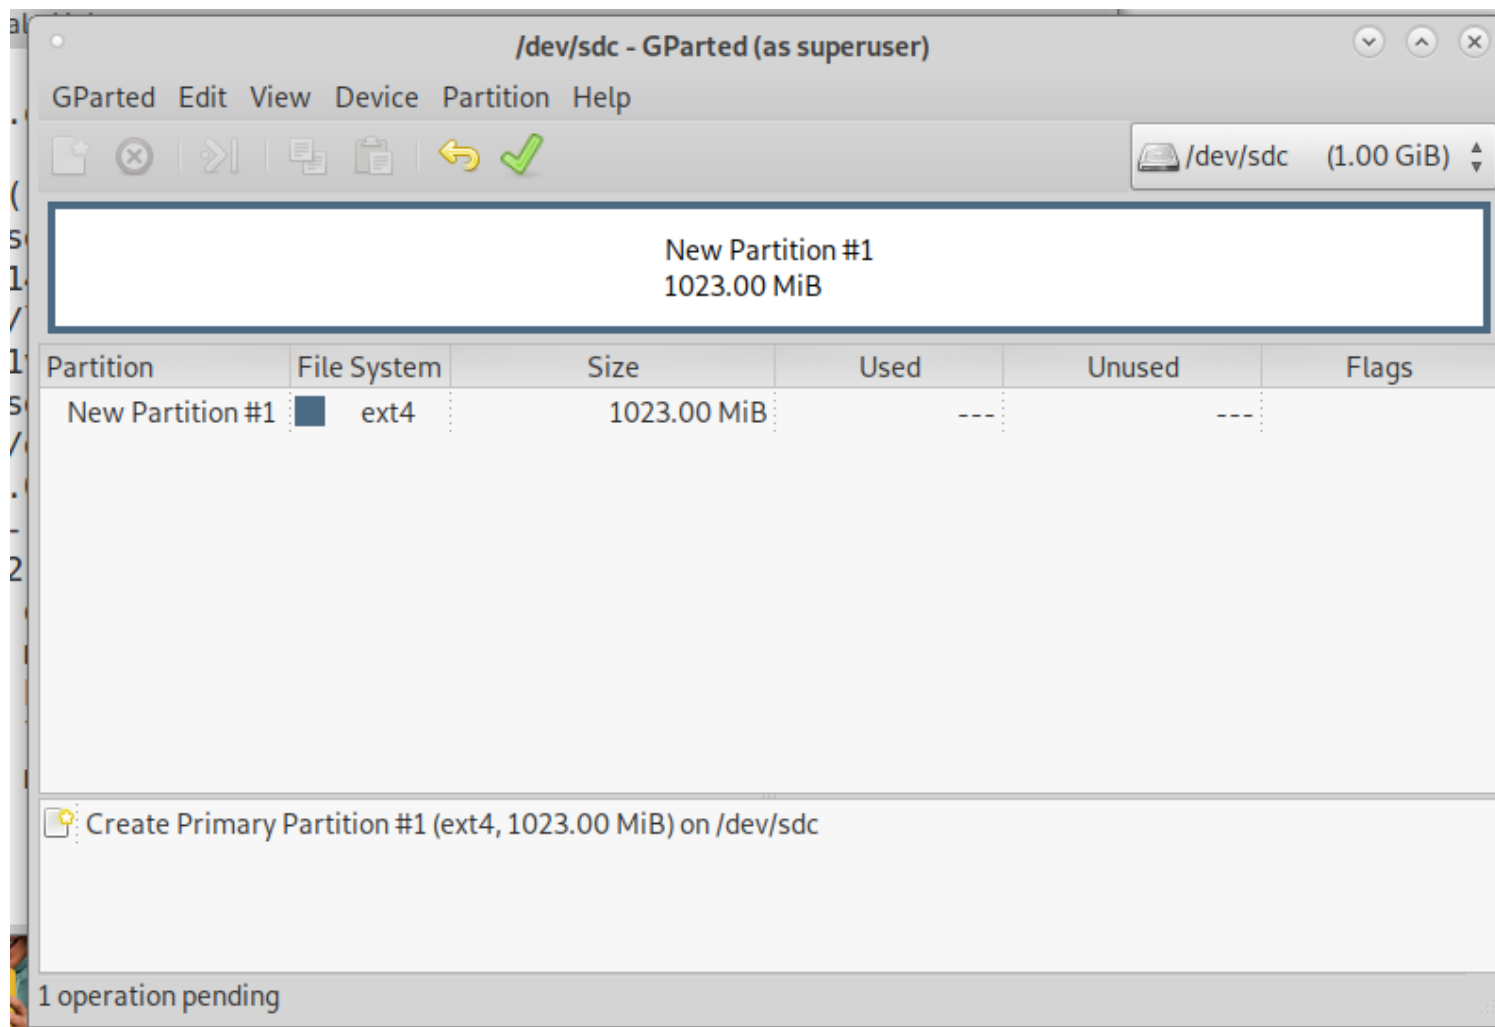 /dev/sdc - GParted (as superuser)
GParted Edit View Device Partition Help
/dev/sdc (1.00 GiB)
New Partition #1
1023.00 MiB
Partition File System Size Used Unused Flags
New Partition #1 ext4 1023.00 MiB --- ---
Create Primary Partition #1 (ext4, 1023.00 MiB) on /dev/sdc
1 operation pending